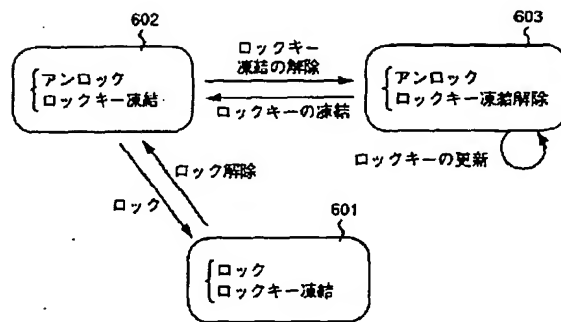 602
603
アンロック
ロックキー凍結
ロックキー
凍結の解除
ロックキーの凍結
アンロック
ロックキー凍結解除
ロックキーの更新
ロック解除
ロック
601
ロック
ロックキー凍結